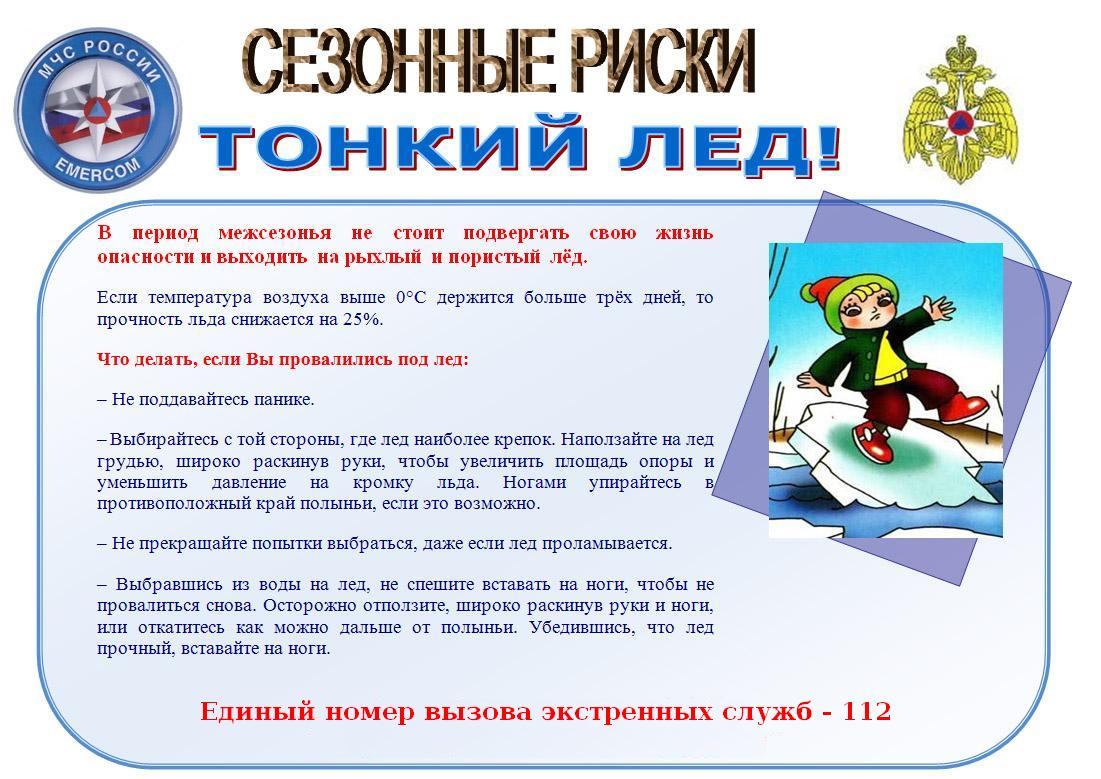 МЧС РОССИИ
EMERCOM
СЕЗОННЫЕ РИСКИ
ТОНКИЙ ЛЕД!
В период межсезонья не стоит подвергать свою жизнь
опасности и выходить на рыхлый и пористый лёд.
Если температура воздуха выше 0°С держится больше трёх дней, то
прочность льда снижается на 25%.
Что делать, если Вы провалились под лед:
– Не поддавайтесь панике.
– Выбирайтесь с той стороны, где лед наиболее крепок. Наползайте на лед
грудью, широко раскинув руки, чтобы увеличить площадь опоры и
уменьшить давление на кромку льда. Ногами упирайтесь в
противоположный край полыньи, если это возможно.
– Не прекращайте попытки выбраться, даже если лед проламывается.
– Выбравшись из воды на лед, не спешите вставать на ноги, чтобы не
провалиться снова. Осторожно отползите, широко раскинув руки и ноги,
или откатитесь как можно дальше от полыньи. Убедившись, что лед
прочный, вставайте на ноги.
Единый номер вызова экстренных служб - 112